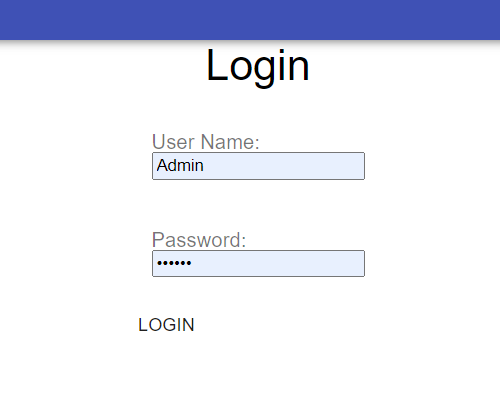 Login
User Name:
Admin
Password:
••••••
LOGIN